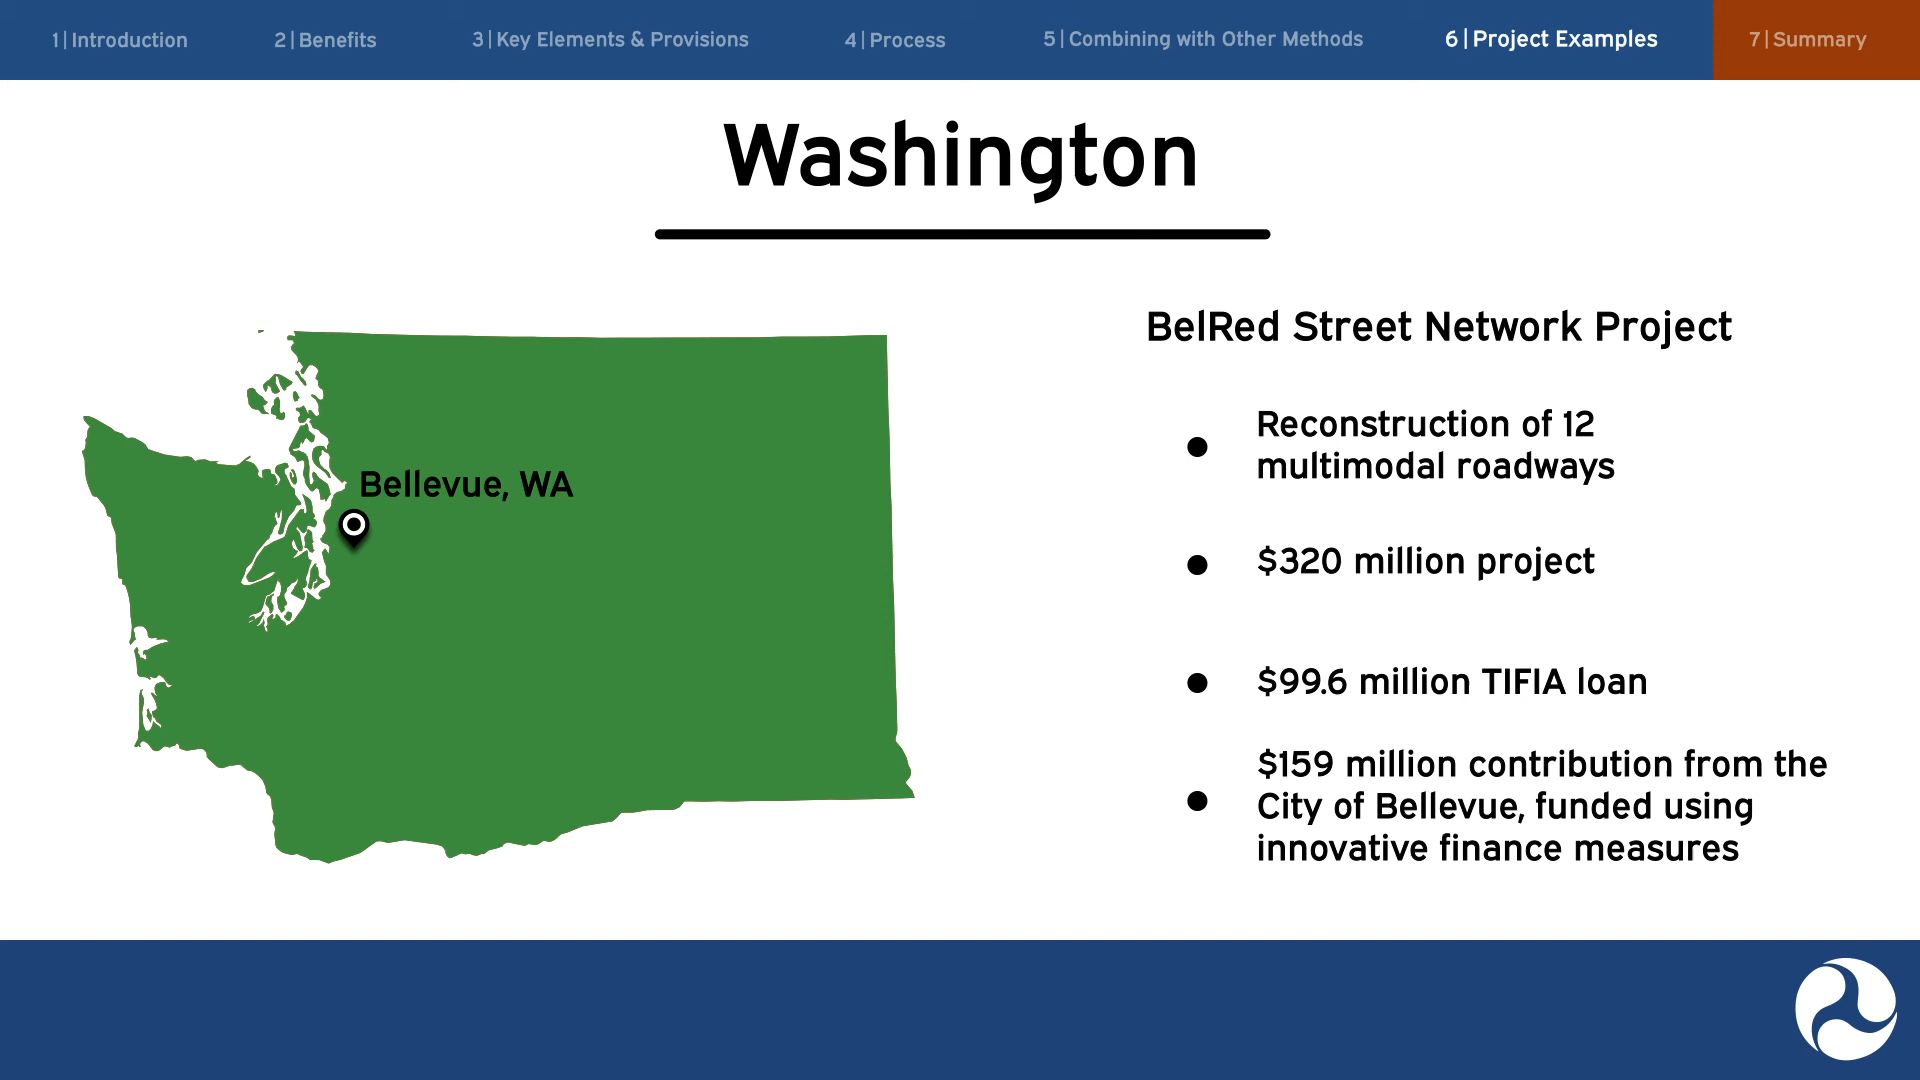 1 | Introduction
2 | Benefits
3 | Key Elements & Provisions
4 | Process
5 | Combining with Other Methods
6 | Project Examples
7 | Summary
Washington
Bellevue, WA
BelRed Street Network Project
● Reconstruction of 12
multimodal roadways
● $320 million project
● $99.6 million TIFIA loan
● $159 million contribution from the
City of Bellevue, funded using
innovative finance measures